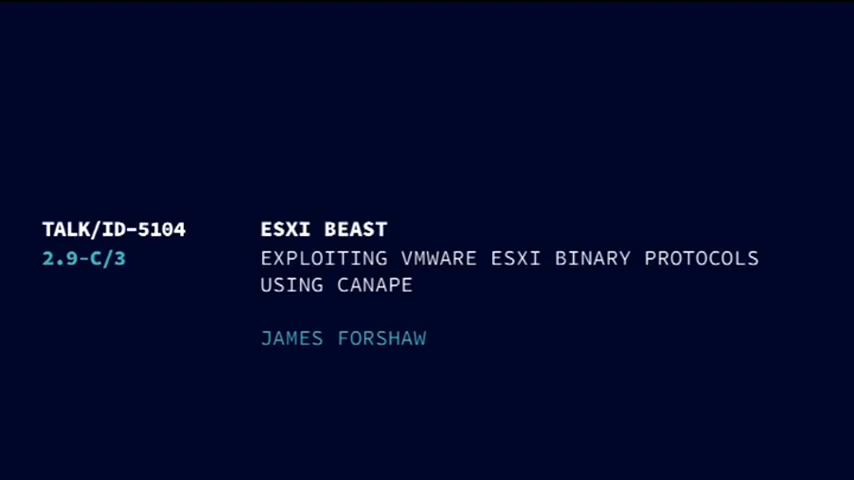 TALK/ID-5104
2.9-C/3
ESXI BEAST
EXPLOITING VMWARE ESXI BINARY PROTOCOLS
USING CANAPE
JAMES FORSHAW